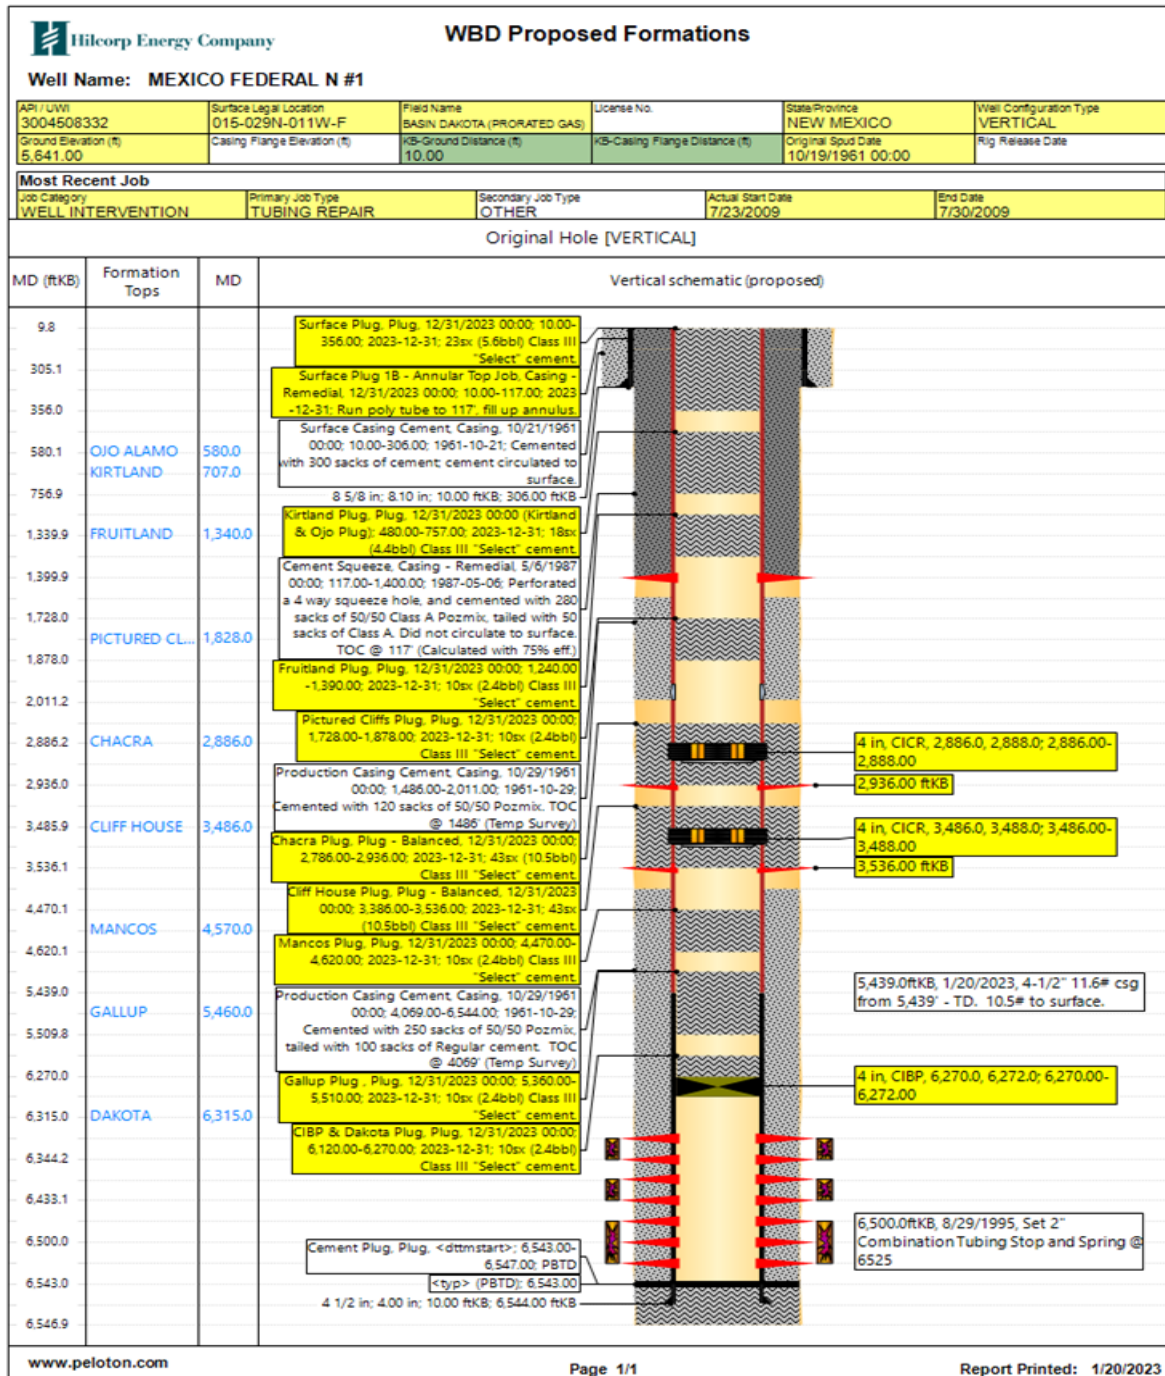 Hilcorp Energy Company
WBD Proposed Formations
Well Name: MEXICO FEDERAL N #1
API / UWI
3004508332
Surface Legal Location
015-029N-011W-F
Field Name
BASIN DAKOTA (PRORATED GAS)
License No.
State/Province
NEW MEXICO
Well Configuration Type
VERTICAL
Ground Elevation (ft)
5,641.00
Casing Flange Elevation (ft)
KB-Ground Distance (ft)
10.00
KB-Casing Flange Distance (ft)
Original Spud Date
10/19/1961 00:00
Rig Release Date
Most Recent Job
Job Category
WELL INTERVENTION
Primary Job Type
TUBING REPAIR
Secondary Job Type
OTHER
Actual Start Date
7/23/2009
End Date
7/30/2009
Original Hole [VERTICAL]
MD (ftKB)
Formation
Tops
MD
Vertical schematic (proposed)
9.8
305.1
356.0
580.1
756.9
1,339.9
1,399.9
1,728.0
1,878.0
2,011.2
2,886.2
2,936.0
3,485.9
3,536.1
4,470.1
4,620.1
5,439.0
5,509.8
6,270.0
6,315.0
6,344.2
6,433.1
6,500.0
6,543.0
6,546.9
OJO ALAMO 580.0
KIRTLAND 707.0
FRUITLAND 1,340.0
PICTURED CL... 1,828.0
CHACRA 2,886.0
CLIFF HOUSE 3,486.0
MANCOS 4,570.0
GALLUP 5,460.0
DAKOTA 6,315.0
Surface Plug, Plug, 12/31/2023 00:00; 10.00-
356.00; 2023-12-31; 23sx (5.6bbl) Class III
"Select" cement.
Surface Plug 1B - Annular Top Job, Casing -
Remedial, 12/31/2023 00:00; 10.00-117.00; 2023
-12-31; Run poly tube to 117', fill up annulus.
Surface Casing Cement, Casing, 10/21/1961
00:00; 10.00-306.00; 1961-10-21; Cemented
with 300 sacks of cement; cement circulated to
surface.
8 5/8 in; 8.10 in; 10.00 ftKB; 306.00 ftKB
Kirtland Plug, Plug, 12/31/2023 00:00 (Kirtland
& Ojo Plug); 480.00-757.00; 2023-12-31; 18sx
(4.4bbl) Class III "Select" cement.
Cement Squeeze, Casing - Remedial, 5/6/1987
00:00; 117.00-1,400.00; 1987-05-06; Perforated
a 4 way squeeze hole, and cemented with 280
sacks of 50/50 Class A Pozmix, tailed with 50
sacks of Class A. Did not circulate to surface.
TOC @ 117' (Calculated with 75% eff.)
Fruitland Plug, Plug, 12/31/2023 00:00; 1,240.00
-1,390.00; 2023-12-31; 10sx (2.4bbl) Class III
"Select" cement.
Pictured Cliffs Plug, Plug, 12/31/2023 00:00;
1,728.00-1,878.00; 2023-12-31; 10sx (2.4bbl)
Class III "Select" cement.
Production Casing Cement, Casing, 10/29/1961
00:00; 1,486.00-2,011.00; 1961-10-29;
Cemented with 120 sacks of 50/50 Pozmix. TOC
@ 1486' (Temp Survey)
Chacra Plug, Plug - Balanced, 12/31/2023 00:00;
2,786.00-2,936.00; 2023-12-31; 43sx (10.5bbl)
Class III "Select" cement.
Cliff House Plug, Plug - Balanced, 12/31/2023
00:00; 3,386.00-3,536.00; 2023-12-31; 43sx
(10.5bbl) Class III "Select" cement.
Mancos Plug, Plug, 12/31/2023 00:00; 4,470.00-
4,620.00; 2023-12-31; 10sx (2.4bbl) Class III
"Select" cement.
Production Casing Cement, Casing, 10/29/1961
00:00; 4,069.00-6,544.00; 1961-10-29;
Cemented with 250 sacks of 50/50 Pozmix,
tailed with 100 sacks of Regular cement. TOC
@ 4069' (Temp Survey)
Gallup Plug , Plug, 12/31/2023 00:00; 5,360.00-
5,510.00; 2023-12-31; 10sx (2.4bbl) Class III
"Select" cement.
CIBP & Dakota Plug, Plug, 12/31/2023 00:00;
6,120.00-6,270.00; 2023-12-31; 10sx (2.4bbl)
Class III "Select" cement.
Cement Plug, Plug, <dttmstart>; 6,543.00-
6,547.00; PBTD
<typ> (PBTD); 6,543.00
4 1/2 in; 4.00 in; 10.00 ftKB; 6,544.00 ftKB
4 in, CICR, 2,886.0, 2,888.0; 2,886.00-
2,888.00
2,936.00 ftKB
4 in, CICR, 3,486.0, 3,488.0; 3,486.00-
3,488.00
3,536.00 ftKB
5,439.0ftKB, 1/20/2023, 4-1/2" 11.6# csg
from 5,439' - TD. 10.5# to surface.
4 in, CIBP, 6,270.0, 6,272.0; 6,270.00-
6,272.00
6,500.0ftKB, 8/29/1995, Set 2"
Combination Tubing Stop and Spring @
6525
www.peloton.com
Page 1/1
Report Printed: 1/20/2023